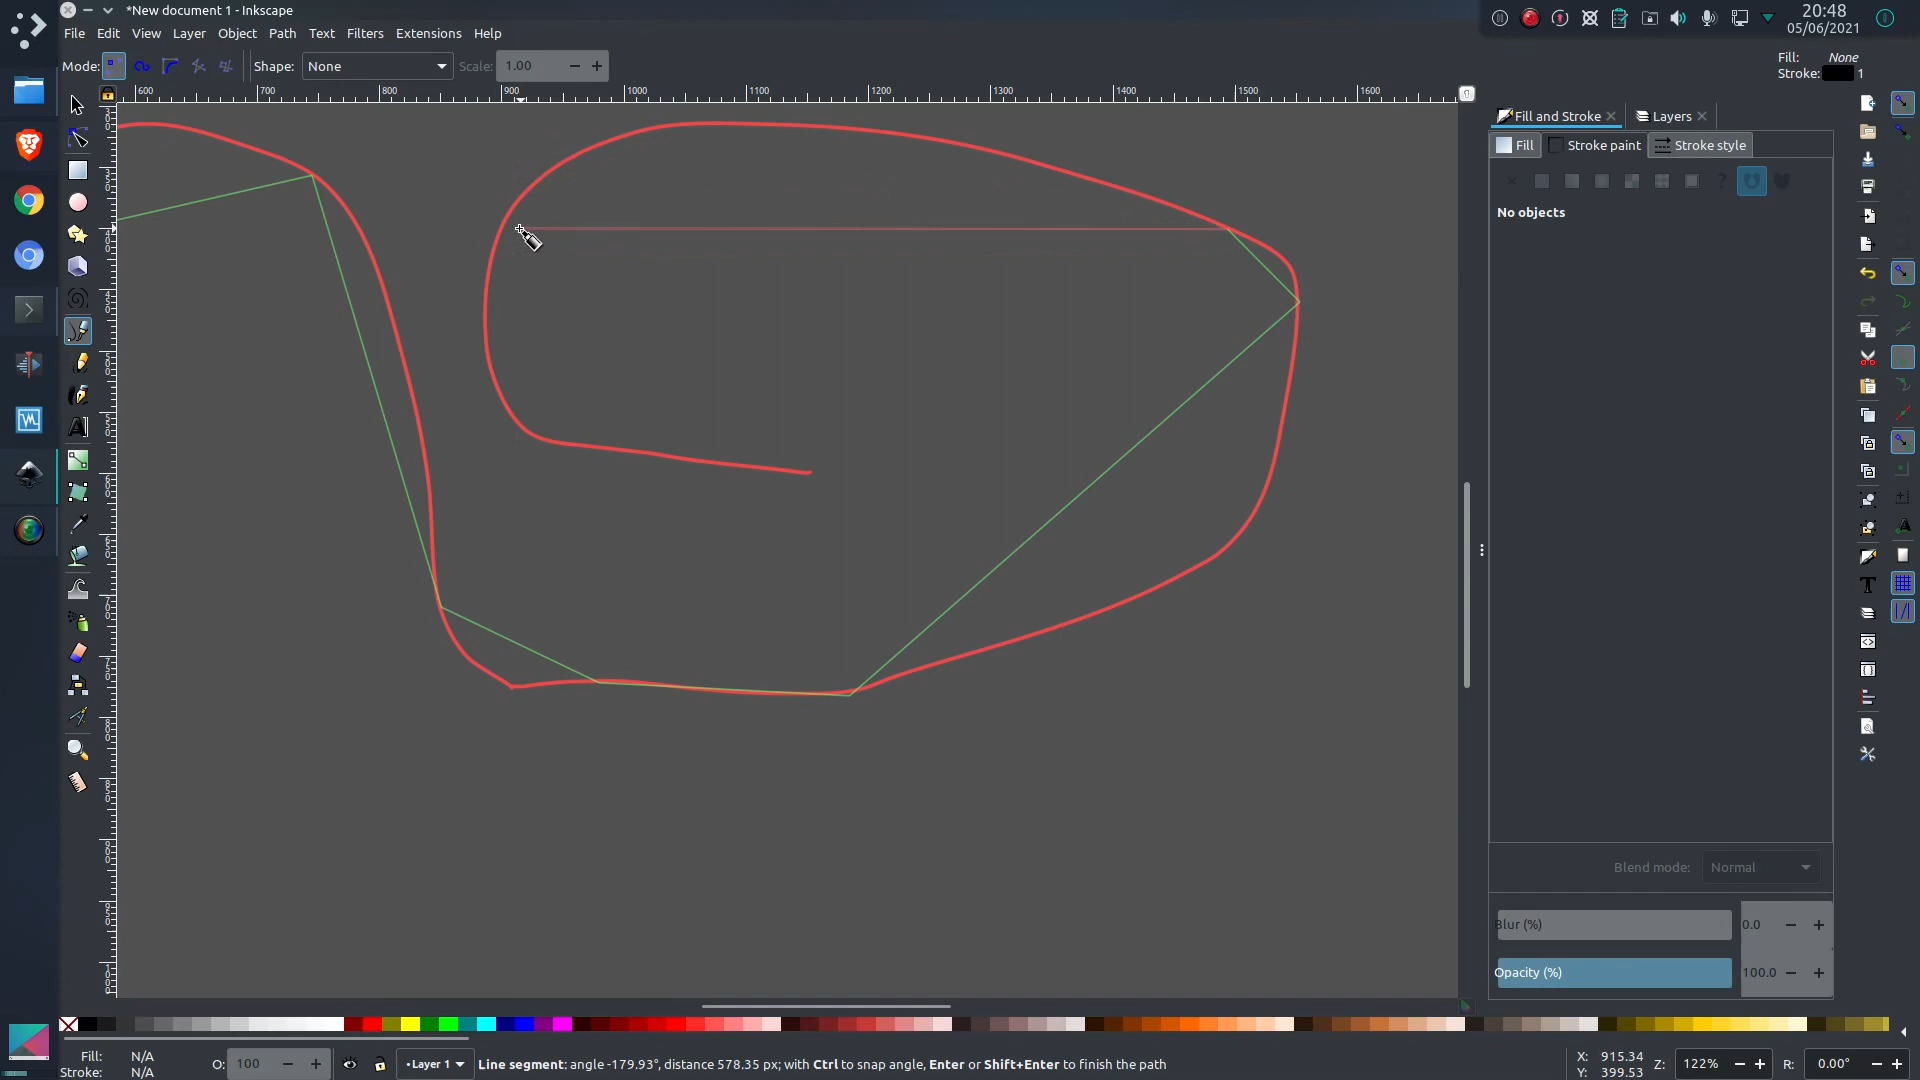 *New document 1 - Inkscape
20:48
05/06/2021
File Edit View Layer Object Path Text Filters Extensions Help
Mode: Shape: None Scale: 1.00
Fill: None
Stroke: 1
600 700 800 900 1000 1100 1200 1300 1400 1500 1600
Fill and Stroke Layers
Fill Stroke paint Stroke style
No objects
Blend mode: Normal
Blur (%) 0.0
Opacity (%) 100.0
Fill: N/A
Stroke: N/A
O: 100
•Layer 1
Line segment: angle -179.93°, distance 578.35 px; with Ctrl to snap angle, Enter or Shift+Enter to finish the path
X: 915.34
Y: 399.53
Z: 122%
R: 0.00°